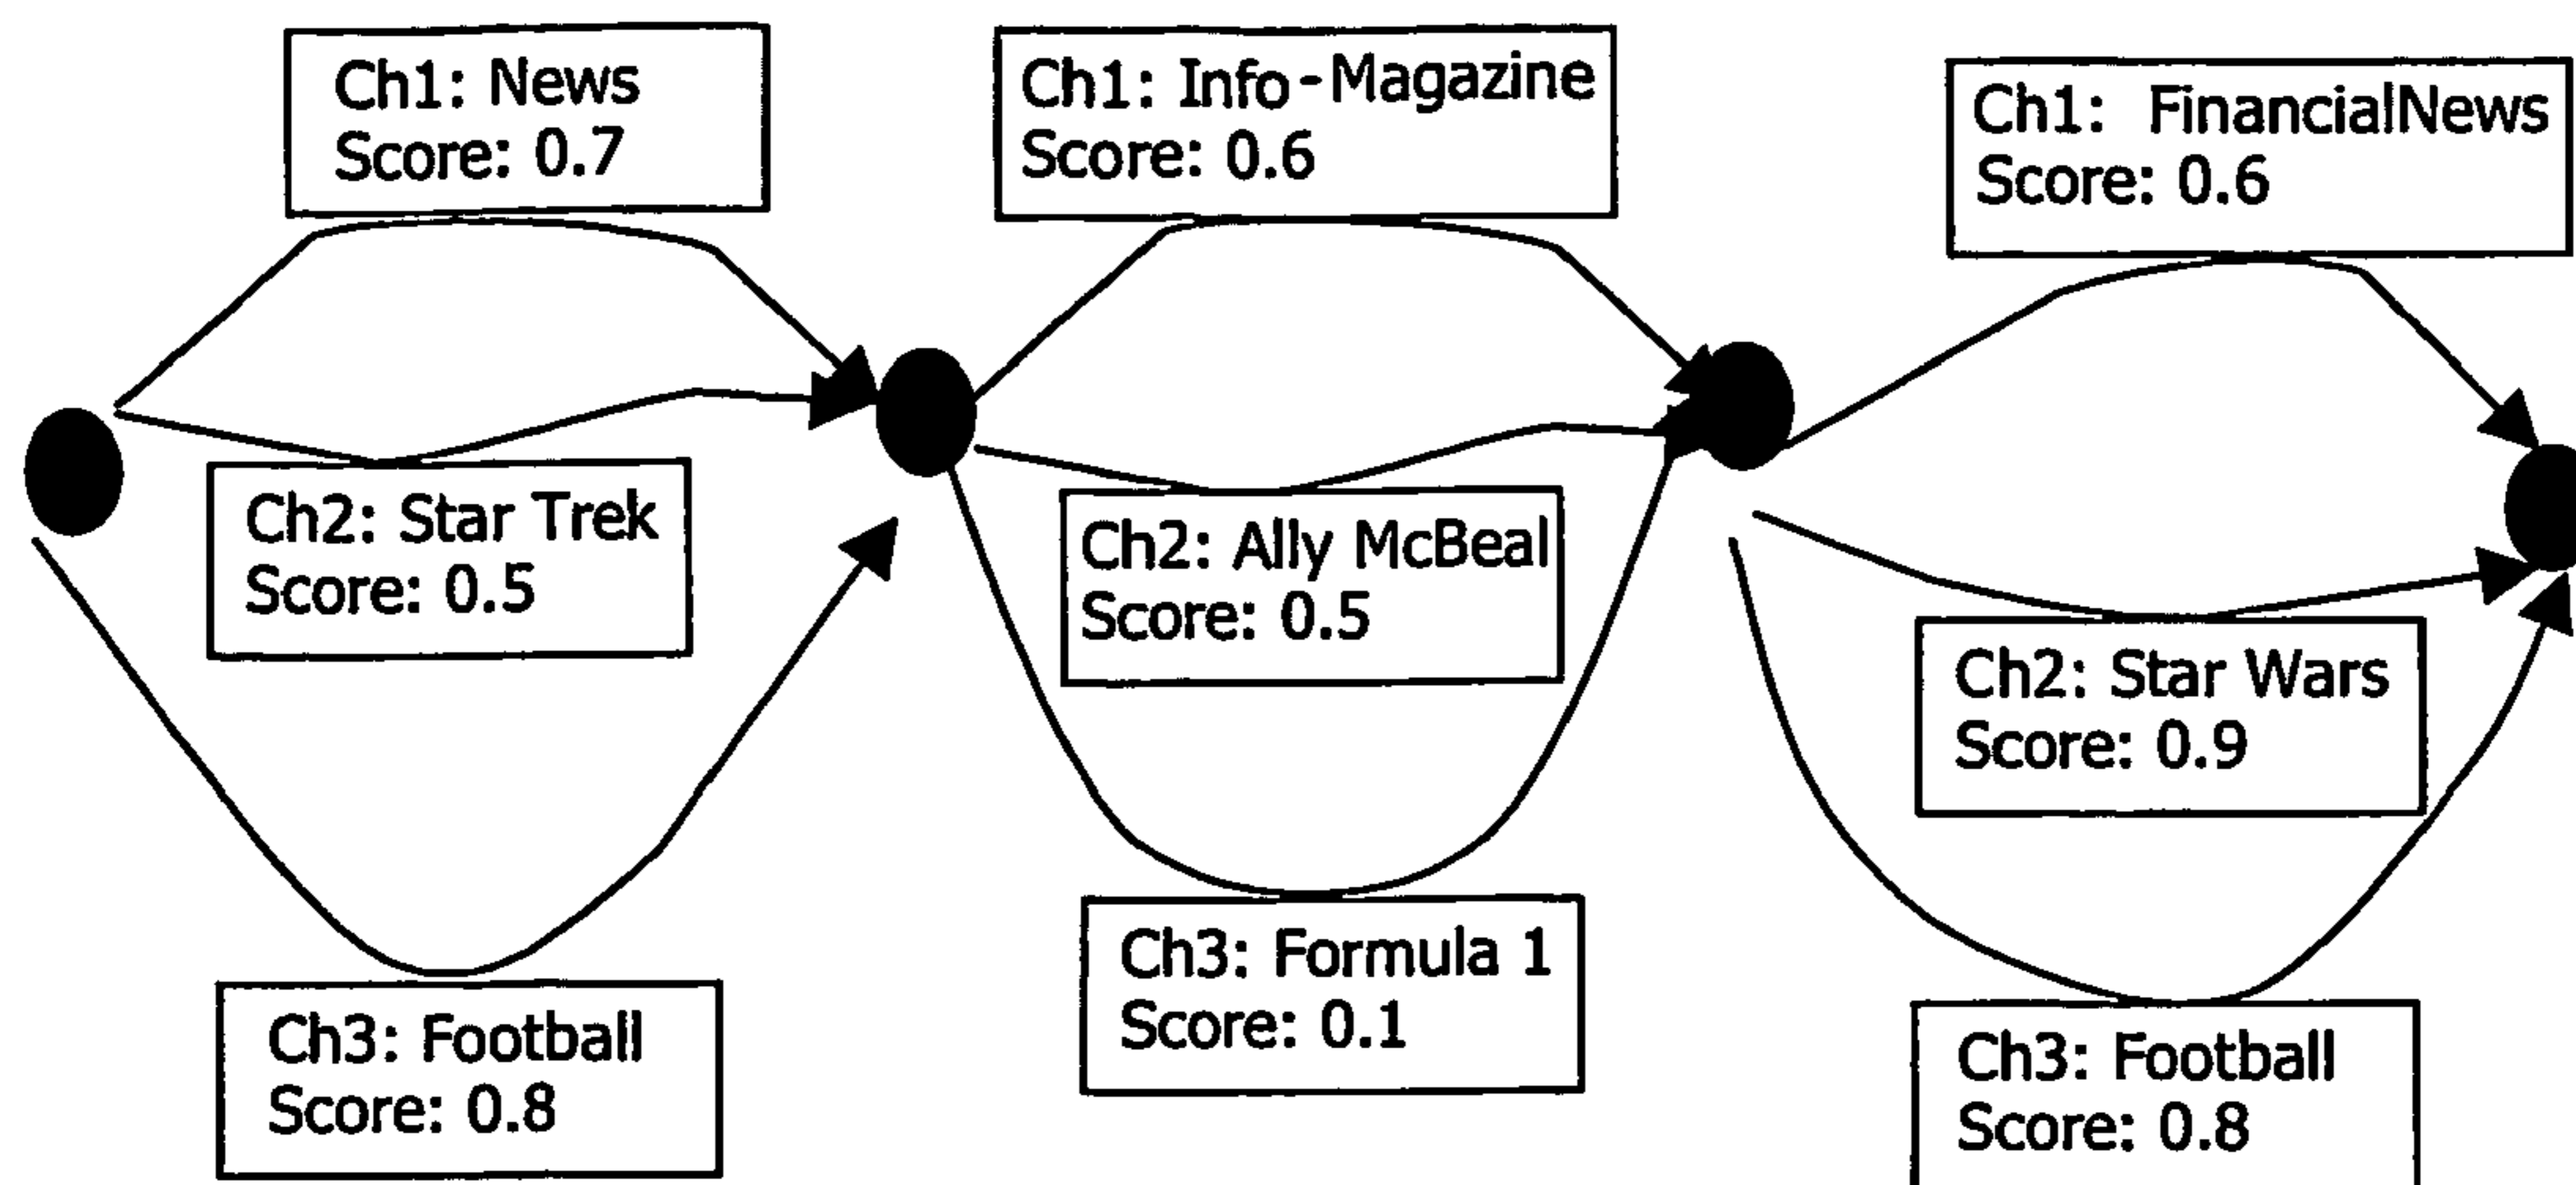 Ch1: News
Score: 0.7
Ch1: Info-Magazine
Score: 0.6
Ch1: FinancialNews
Score: 0.6
Ch2: Star Trek
Score: 0.5
Ch2: Ally McBeal
Score: 0.5
Ch2: Star Wars
Score: 0.9
Ch3: Football
Score: 0.8
Ch3: Formula 1
Score: 0.1
Ch3: Football
Score: 0.8